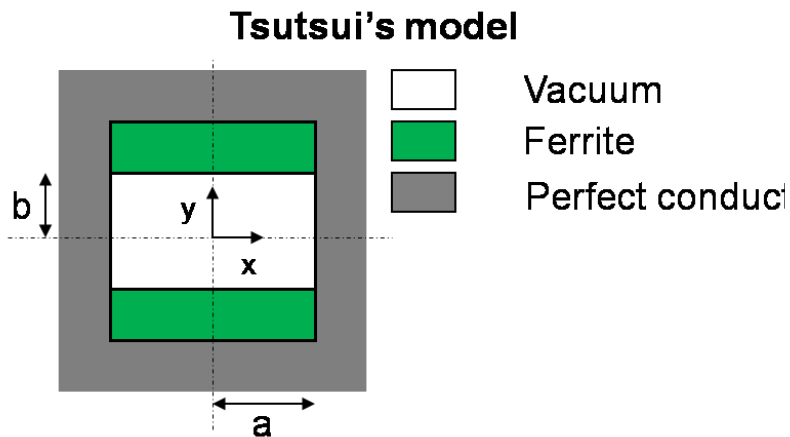 Tsutsui's model
Vacuum
Ferrite
Perfect conduct
b
y
x
a